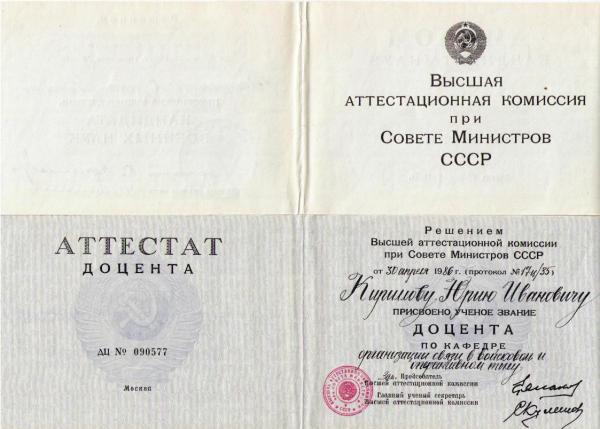 Высшая
аттестационная комиссия
при
Совете Министров
СССР
АТТЕСТАТ
ДОЦЕНТА
ДЦ № 090577
Москва
Решением
Высшей аттестационной комиссии
при Совете Министров СССР
от 30 апреля 1986 г. (протокол № 17ц/35)
Кирилову Юрию Ивановичу
ПРИСВОЕНО УЧЕНОЕ ЗВАНИЕ
ДОЦЕНТА
ПО КАФЕДРЕ
организации связи в войсковом и
оперативном тылу
Зам. Председатель
Высшей аттестационной комиссии
Главный ученый секретарь
Высшей аттестационной комиссии